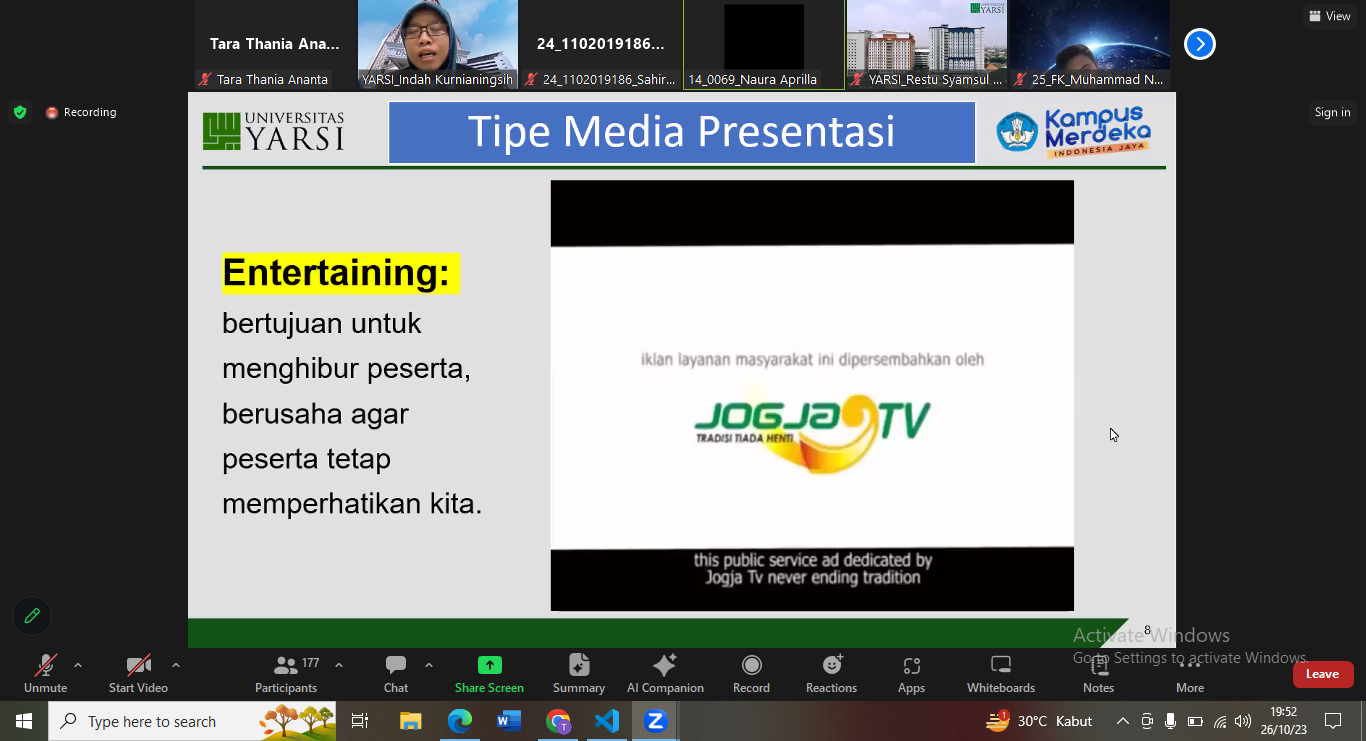 Tara Thania Ana...
24_1102019186...
View
Tara Thania Ananta
YARSI_Indah Kurnianingsih
24_1102019186_Sahir...
14_0069_Naura Aprilla
YARSI_Restu Syamsul ...
25_FK_Muhammad N...
Recording
Sign in
UNIVERSITAS
YARSI
Tipe Media Presentasi
Kampus
Merdeka
INDONESIA JAYA
Entertaining:
bertujuan untuk
menghibur peserta,
berusaha agar
peserta tetap
memperhatikan kita.
iklan layanan masyarakat ini dipersembahkan oleh
JOGJA TV
TRADISI TIADA HENTI
this public service ad dedicated by
Jogja Tv never ending tradition
8
Activate Windows
Go to Settings to activate Windows.
Unmute
Start Video
177
Participants
Chat
Share Screen
Summary
AI Companion
Record
Reactions
Apps
Whiteboards
Notes
More
Leave
Type here to search
1
30°C Kabut
19:52
26/10/23